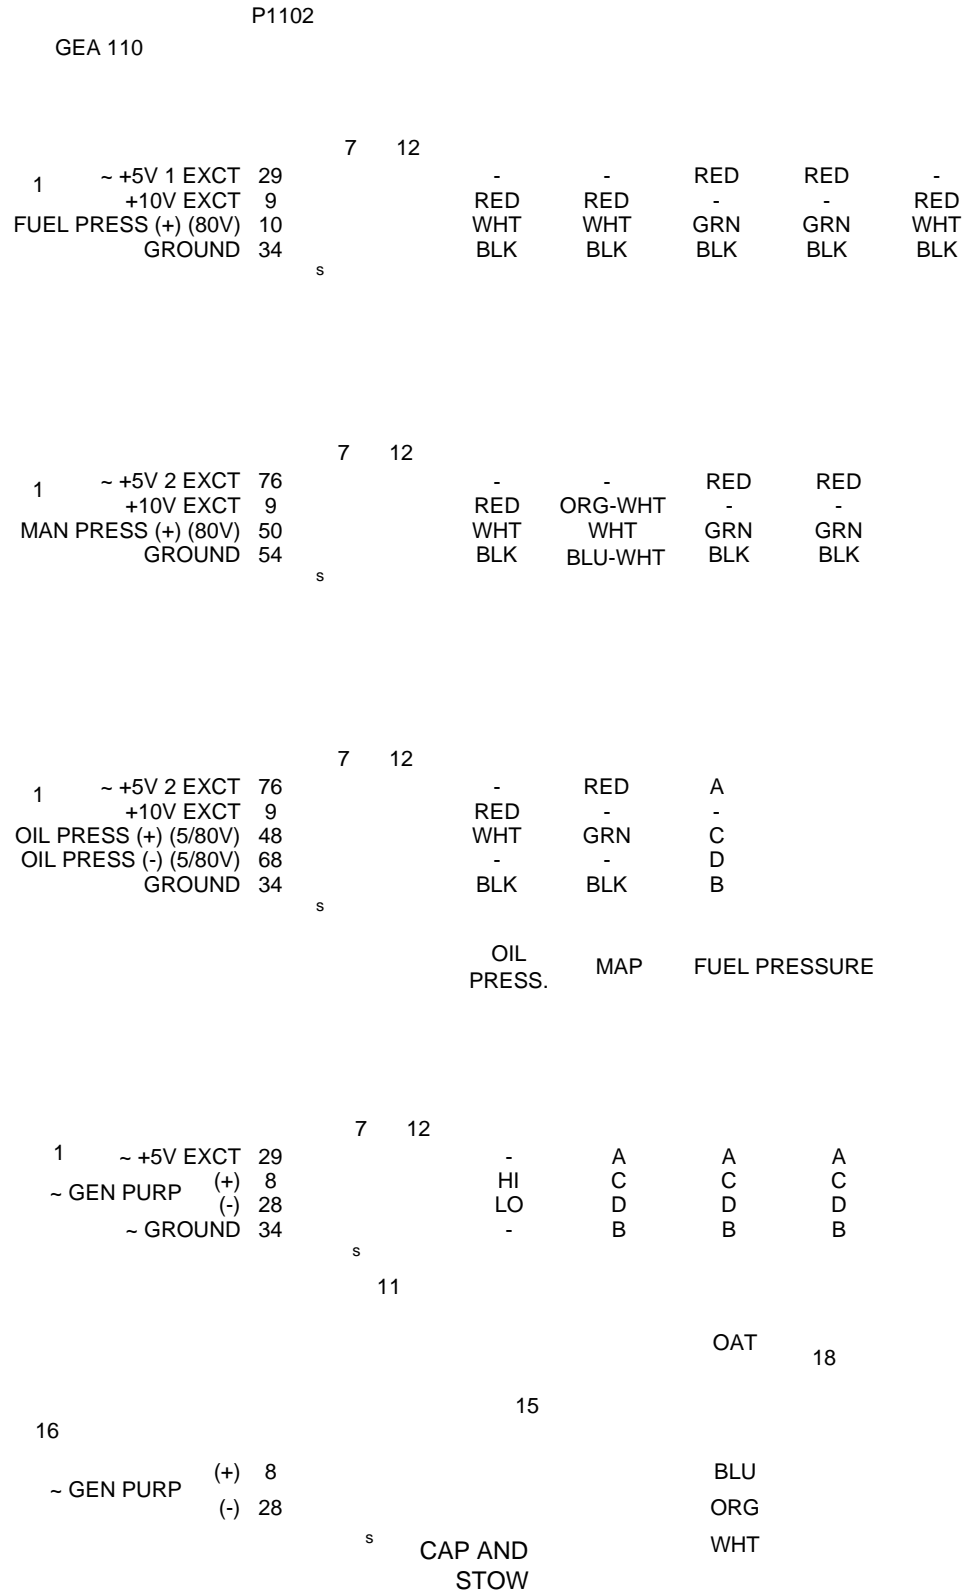 P1102
GEA 110
7 12
1 ~ +5V 1 EXCT 29 - - RED RED -
+10V EXCT 9 RED RED - - RED
FUEL PRESS (+) (80V) 10 WHT WHT GRN GRN WHT
GROUND 34 BLK BLK BLK BLK BLK
s
7 12
1 ~ +5V 2 EXCT 76 - - RED RED
+10V EXCT 9 RED ORG-WHT - -
MAN PRESS (+) (80V) 50 WHT WHT GRN GRN
GROUND 54 BLK BLU-WHT BLK BLK
s
7 12
1 ~ +5V 2 EXCT 76 - RED A
+10V EXCT 9 RED - -
OIL PRESS (+) (5/80V) 48 WHT GRN C
OIL PRESS (-) (5/80V) 68 - - D
GROUND 34 BLK BLK B
s
OIL
PRESS. MAP FUEL PRESSURE
7 12
1 ~ +5V EXCT 29 - A A A
~ GEN PURP (+) 8 HI C C C
(-) 28 LO D D D
~ GROUND 34 - B B B
s
11
OAT
18
15
16
(+) 8 BLU
~ GEN PURP
(-) 28 ORG
s CAP AND WHT
STOW